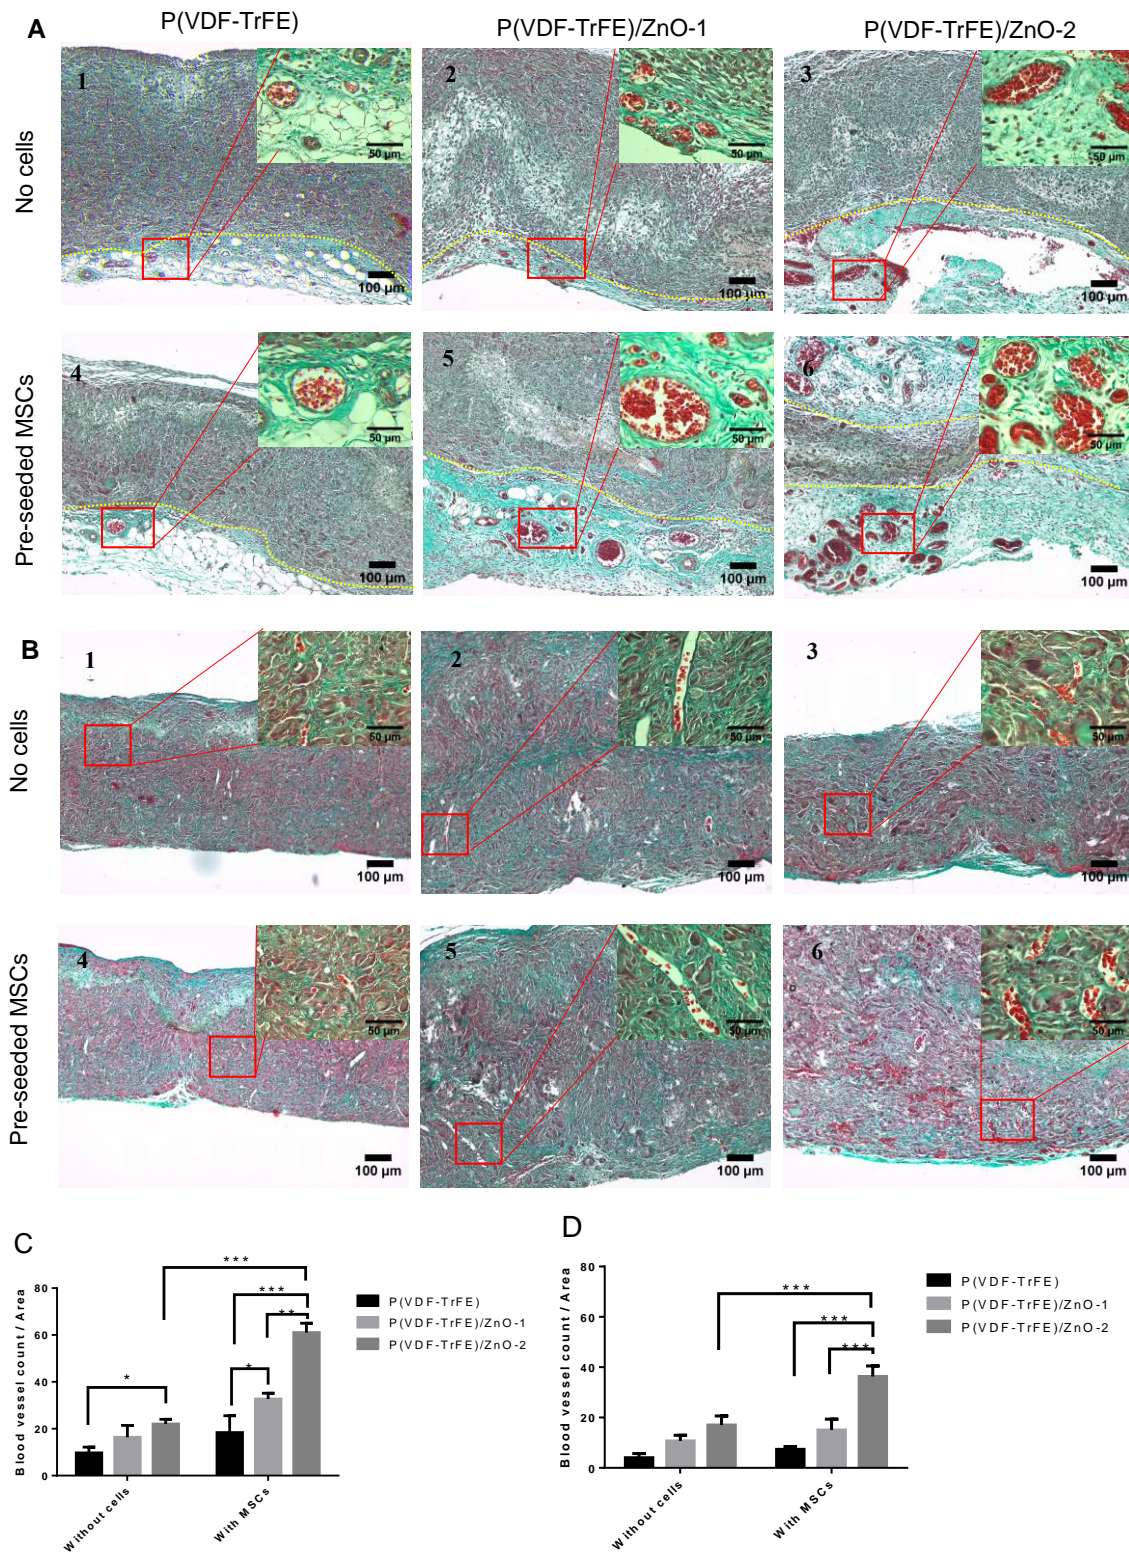 A
P(VDF-TrFE)
P(VDF-TrFE)/ZnO-1
P(VDF-TrFE)/ZnO-2
No cells
1
50 µm
100 µm
2
50 µm
100 µm
3
50 µm
100 µm
Pre-seeded MSCs
4
50 µm
100 µm
5
50 µm
100 µm
6
50 µm
100 µm
B
No cells
1
50 µm
100 µm
2
50 µm
100 µm
3
50 µm
100 µm
Pre-seeded MSCs
4
50 µm
100 µm
5
50 µm
100 µm
6
50 µm
100 µm
C
Blood vessel count / Area
80
60
40
20
0
*
*
***
***
**
Without cells
With MSCs
P(VDF-TrFE)
P(VDF-TrFE)/ZnO-1
P(VDF-TrFE)/ZnO-2
D
Blood vessel count / Area
80
60
40
20
0
***
***
***
Without cells
With MSCs
P(VDF-TrFE)
P(VDF-TrFE)/ZnO-1
P(VDF-TrFE)/ZnO-2